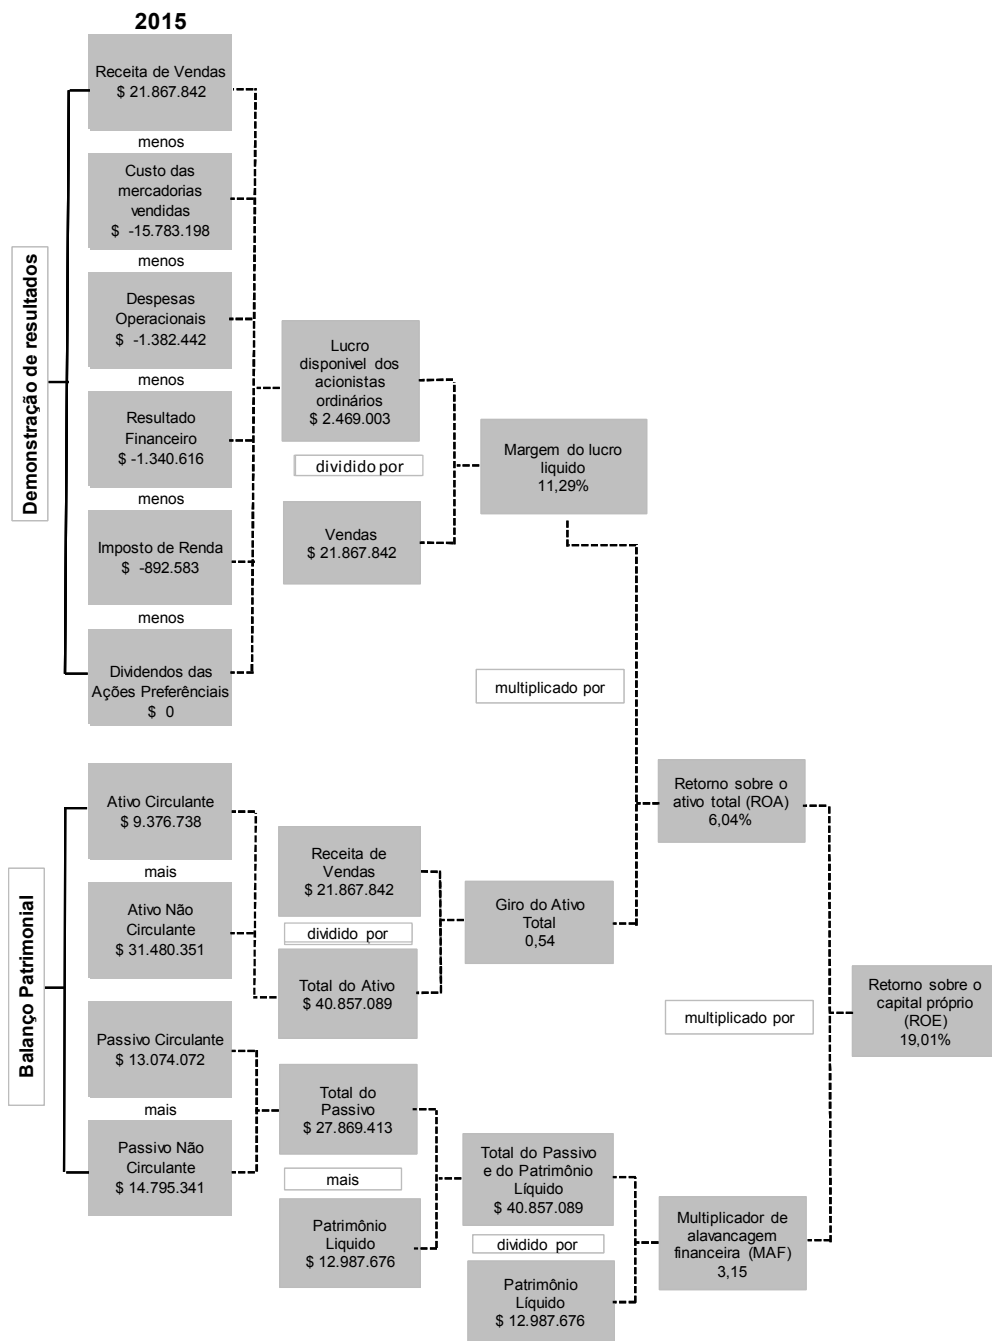 2015
Demonstração de resultados
Receita de Vendas
$ 21.867.842
menos
Custo das
mercadorias
vendidas
$ -15.783.198
menos
Despesas
Operacionais
$ -1.382.442
menos
Resultado
Financeiro
$ -1.340.616
menos
Imposto de Renda
$ -892.583
menos
Dividendos das
Ações Preferênciais
$ 0
Lucro
disponivel dos
acionistas
ordinários
$ 2.469.003
dividido por
Vendas
$ 21.867.842
Margem do lucro
liquido
11,29%
multiplicado por
Balanço Patrimonial
Ativo Circulante
$ 9.376.738
mais
Ativo Não
Circulante
$ 31.480.351
Passivo Circulante
$ 13.074.072
mais
Passivo Não
Circulante
$ 14.795.341
Receita de
Vendas
$ 21.867.842
dividido por
Total do Ativo
$ 40.857.089
Giro do Ativo
Total
0,54
Retorno sobre o
ativo total (ROA)
6,04%
Total do
Passivo
$ 27.869.413
mais
Patrimônio
Liquido
$ 12.987.676
Total do Passivo
e do Patrimônio
Líquido
$ 40.857.089
dividido por
Patrimônio
Líquido
$ 12.987.676
multiplicado por
Multiplicador de
alavancagem
financeira (MAF)
3,15
Retorno sobre o
capital próprio
(ROE)
19,01%